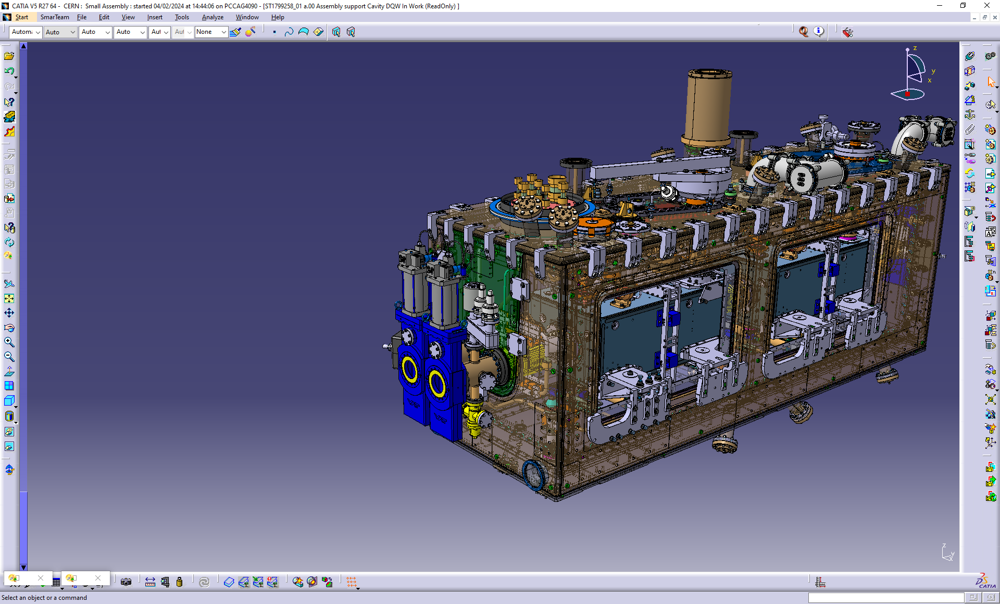 CATIA V5 R27 64 - CERN : Small Assembly : started 04/02/2024 at 14:44:06 on PCCAG4090 - [ST1799258_01 a.00 Assembly support Cavity DQW In Work (ReadOnly) ]
Start SmarTeam File Edit View Insert Tools Analyze Window Help
Automa Auto Auto Auto Aut Aut None
z
y
x
z
y
x
CATIA
Select an object or a command